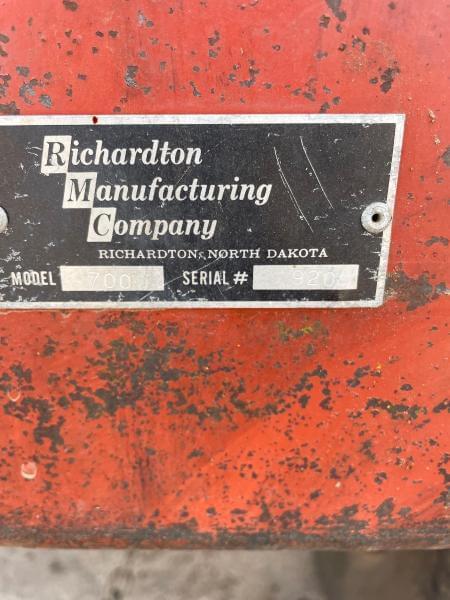 Richardton
Manufacturing
Company
RICHARDTON, NORTH DAKOTA
MODEL 700 SERIAL # 920